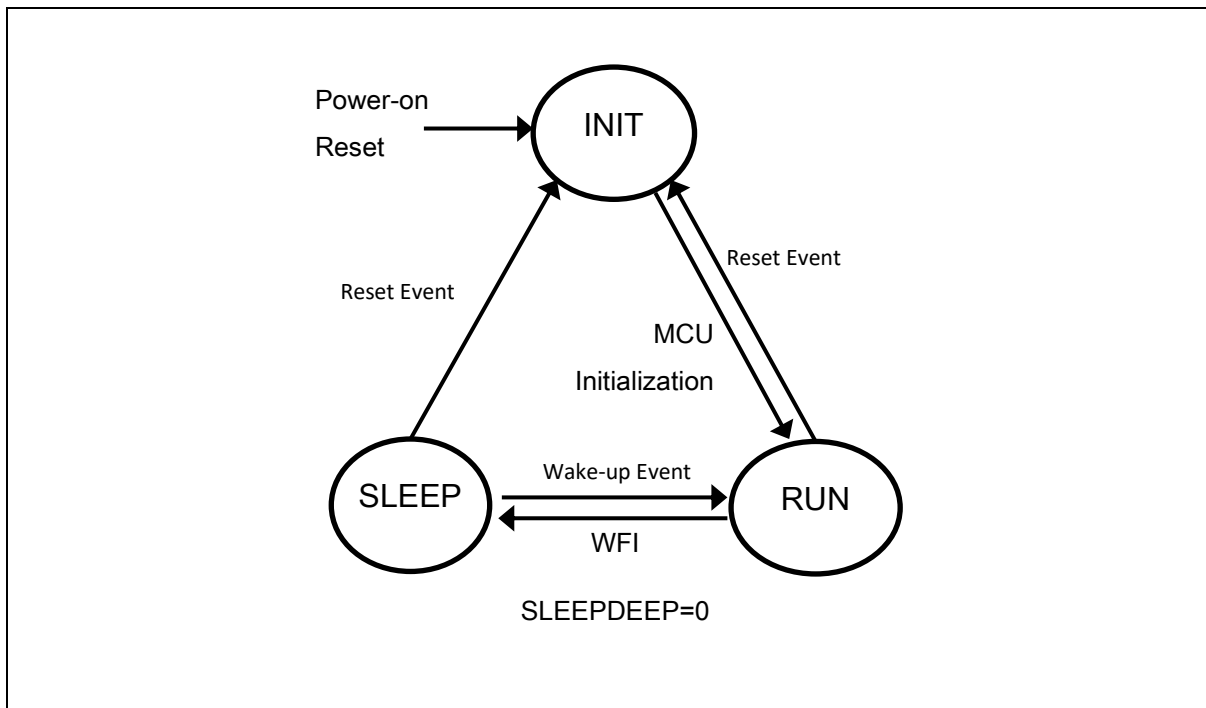 Power-on
Reset
INIT
Reset Event
Reset Event
MCU
Initialization
SLEEP
Wake-up Event
RUN
WFI
SLEEPDEEP=0